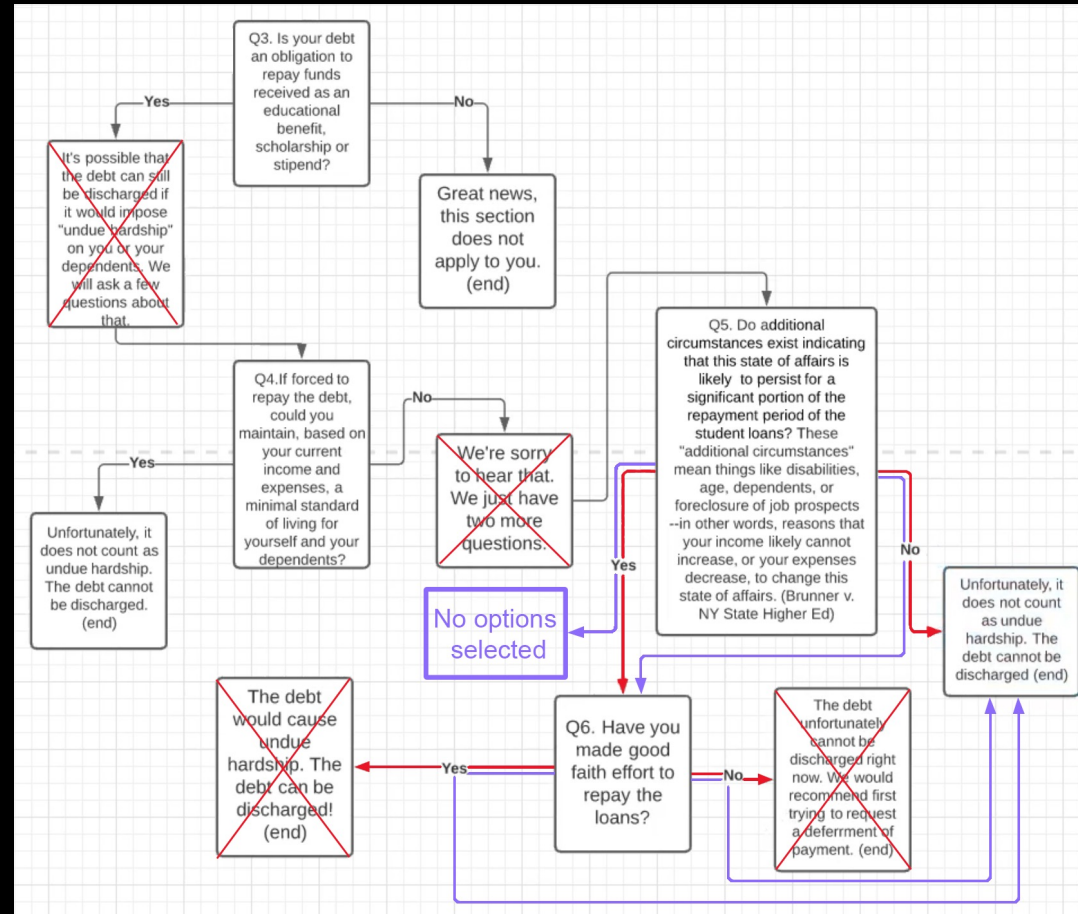 Q3. Is your debt
an obligation to
repay funds
received as an
educational
benefit,
scholarship or
stipend?
Yes
No
It's possible that
the debt can still
be discharged if
it would impose
"undue hardship"
on you or your
dependents. We
will ask a few
questions about
that.
Great news,
this section
does not
apply to you.
(end)
Q4.If forced to
repay the debt,
could you
maintain, based on
your current
income and
expenses, a
minimal standard
of living for
yourself and your
dependents?
Yes
No
Unfortunately, it
does not count as
undue hardship.
The debt cannot
be discharged.
(end)
We're sorry
to hear that.
We just have
two more
questions.
Q5. Do additional
circumstances exist indicating
that this state of affairs is
likely to persist for a
significant portion of the
repayment period of the
student loans? These
"additional circumstances"
mean things like disabilities,
age, dependents, or
foreclosure of job prospects
--in other words, reasons that
your income likely cannot
increase, or your expenses
decrease, to change this
state of affairs. (Brunner v.
NY State Higher Ed)
Yes
No
No options
selected
Unfortunately, it
does not count
as undue
hardship. The
debt cannot be
discharged (end)
Q6. Have you
made good
faith effort to
repay the
loans?
Yes
No
The debt
would cause
undue
hardship. The
debt can be
discharged!
(end)
The debt
unfortunately
cannot be
discharged right
now. We would
recommend first
trying to request
a deferrment of
payment. (end)